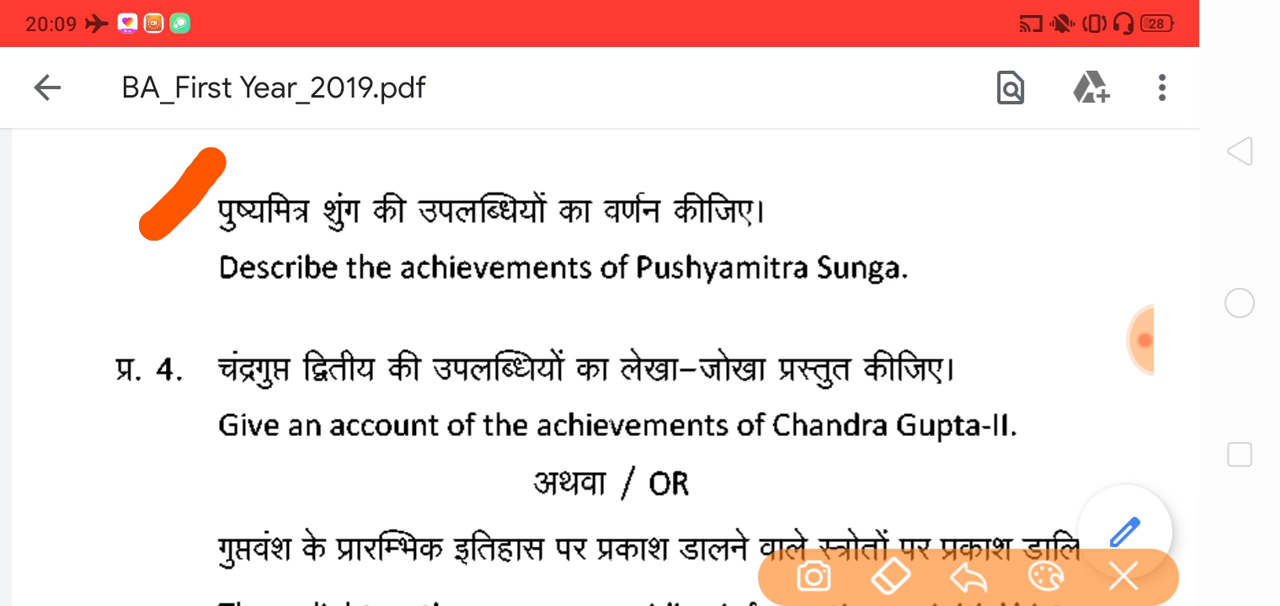 20:09
28
BA_First Year_2019.pdf
पुष्यमित्र शुंग की उपलब्धियों का वर्णन कीजिए।
Describe the achievements of Pushyamitra Sunga.
प्र. 4. चंद्रगुप्त द्वितीय की उपलब्धियों का लेखा-जोखा प्रस्तुत कीजिए।
Give an account of the achievements of Chandra Gupta-II.
अथवा / OR
गुप्तवंश के प्रारम्भिक इतिहास पर प्रकाश डालने वाले स्त्रोतों पर प्रकाश डालि